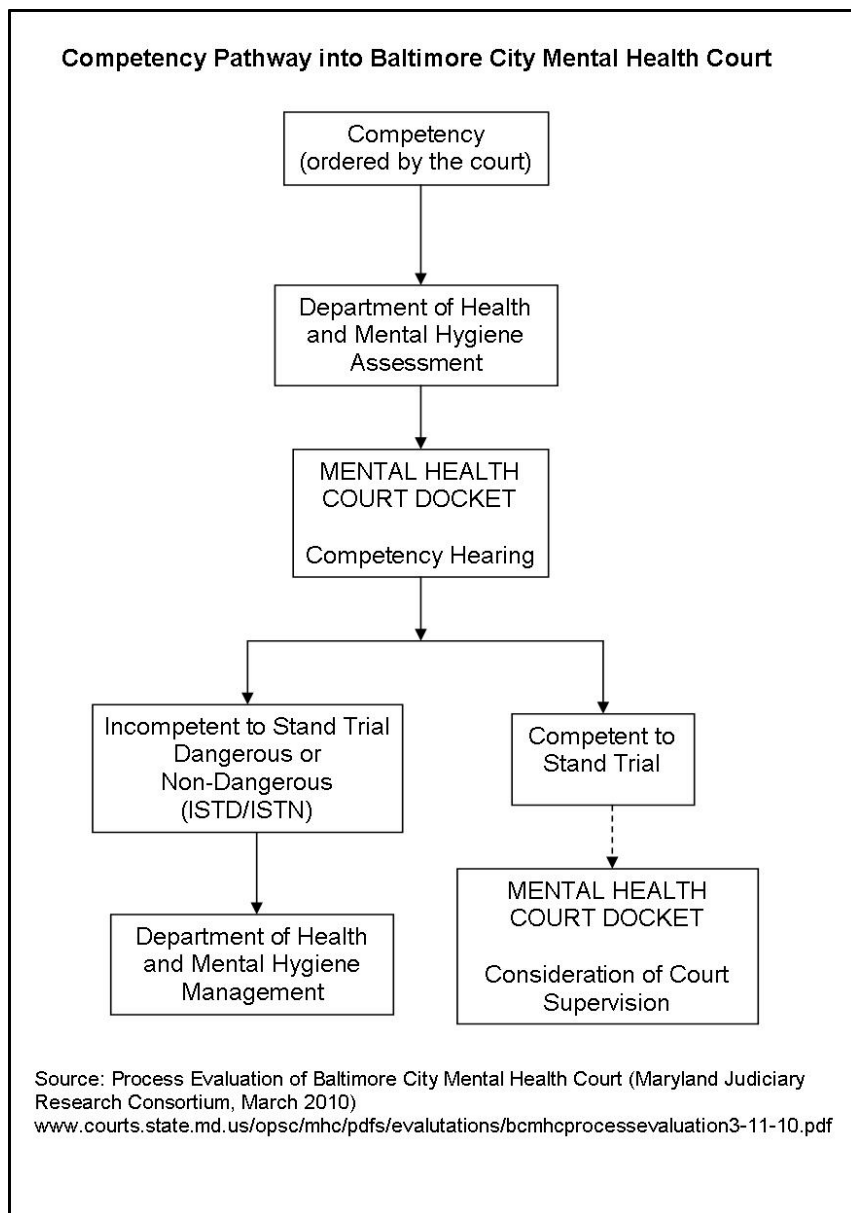 Competency Pathway into Baltimore City Mental Health Court
Competency
(ordered by the court)
Department of Health
and Mental Hygiene
Assessment
MENTAL HEALTH
COURT DOCKET
Competency Hearing
Incompetent to Stand Trial
Dangerous or
Non-Dangerous
(ISTD/ISTN)
Department of Health
and Mental Hygiene
Management
Competent to
Stand Trial
MENTAL HEALTH
COURT DOCKET
Consideration of Court
Supervision
Source: Process Evaluation of Baltimore City Mental Health Court (Maryland Judiciary
Research Consortium, March 2010)
www.courts.state.md.us/opsc/mhc/pdfs/evalutations/bcmhcprocessevaluation3-11-10.pdf